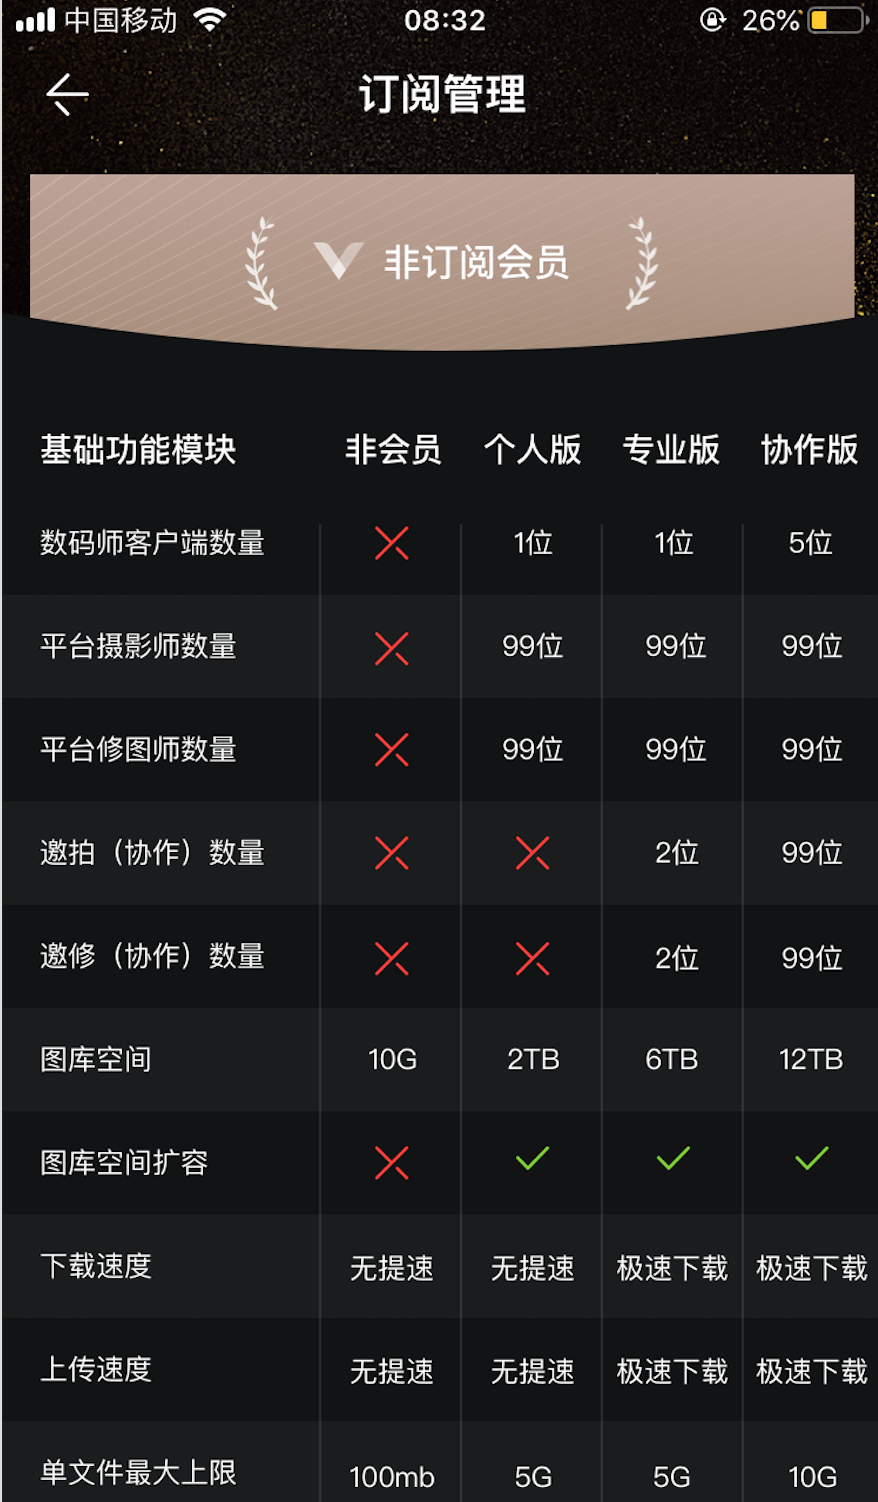 中国移动 08:32 26%
订阅管理
非订阅会员
基础功能模块 非会员 个人版 专业版 协作版
数码师客户端数量 1位 1位 5位
平台摄影师数量 99位 99位 99位
平台修图师数量 99位 99位 99位
邀拍（协作）数量 2位 99位
邀修（协作）数量 2位 99位
图库空间 10G 2TB 6TB 12TB
图库空间扩容
下载速度 无提速 无提速 极速下载 极速下载
上传速度 无提速 无提速 极速下载 极速下载
单文件最大上限 100mb 5G 5G 10G